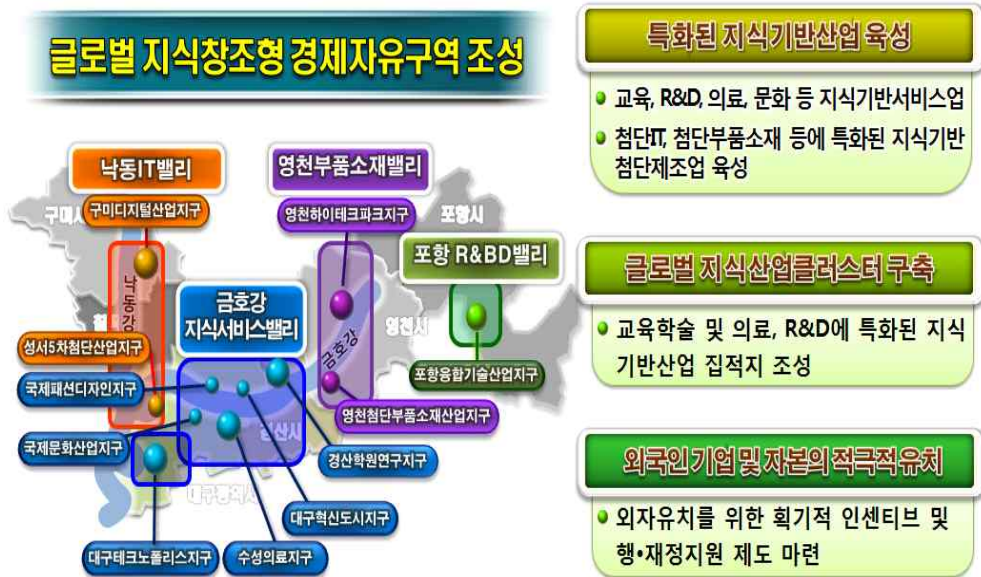 글로벌 지식창조형 경제자유구역 조성
낙동IT밸리
구미디지털산업지구
영천부품소재밸리
영천하이테크파크지구
구미시
포항시
포항 R&BD밸리
낙동강
금호강
지식서비스밸리
금호강
영천시
성서5차첨단산업지구
포항융합기술산업지구
국제패션디자인지구
영천첨단부품소재산업지구
국제문화산업지구
경산시
경산학원연구지구
대구광역시
대구혁신도시지구
대구테크노폴리스지구
수성의료지구
특화된 지식기반산업 육성
교육, R&D, 의료, 문화 등 지식기반서비스업
첨단IT, 첨단부품소재 등에 특화된 지식기반
첨단제조업 육성
글로벌 지식산업클러스터 구축
교육학술 및 의료, R&D에 특화된 지식
기반산업 집적지 조성
외국인 기업 및 자본의 적극적 유치
외자유치를 위한 획기적 인센티브 및
행•재정지원 제도 마련